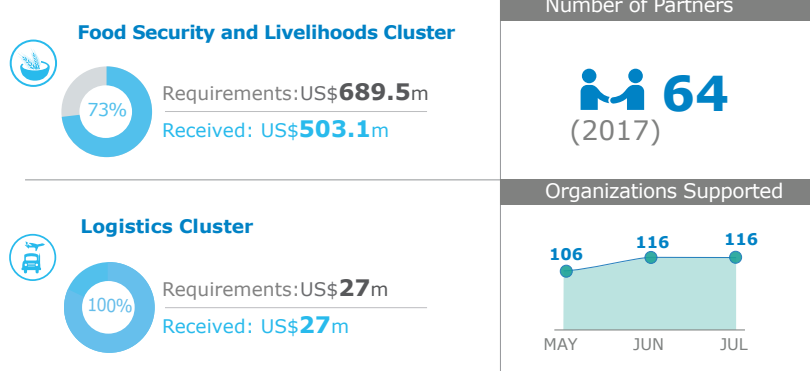 Number of Partners
Food Security and Livelihoods Cluster
73%
Requirements:US$689.5m
Received: US$503.1m
64
(2017)
Organizations Supported
Logistics Cluster
100%
Requirements:US$27m
Received: US$27m
106
116
116
MAY
JUN
JUL